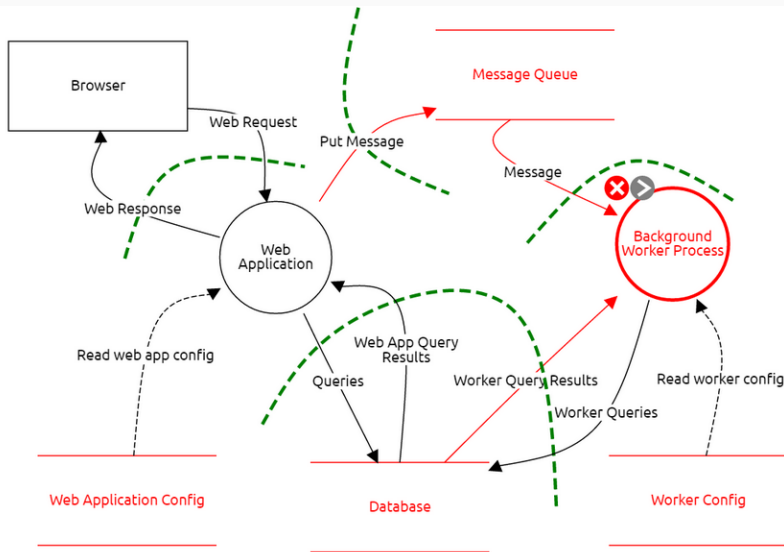 Browser
Message Queue
Web Request
Put Message
Message
Web Response
Web
Application
Background
Worker Process
Read web app config
Web App Query
Results
Queries
Worker Query Results
Read worker config
Worker Queries
Web Application Config
Database
Worker Config